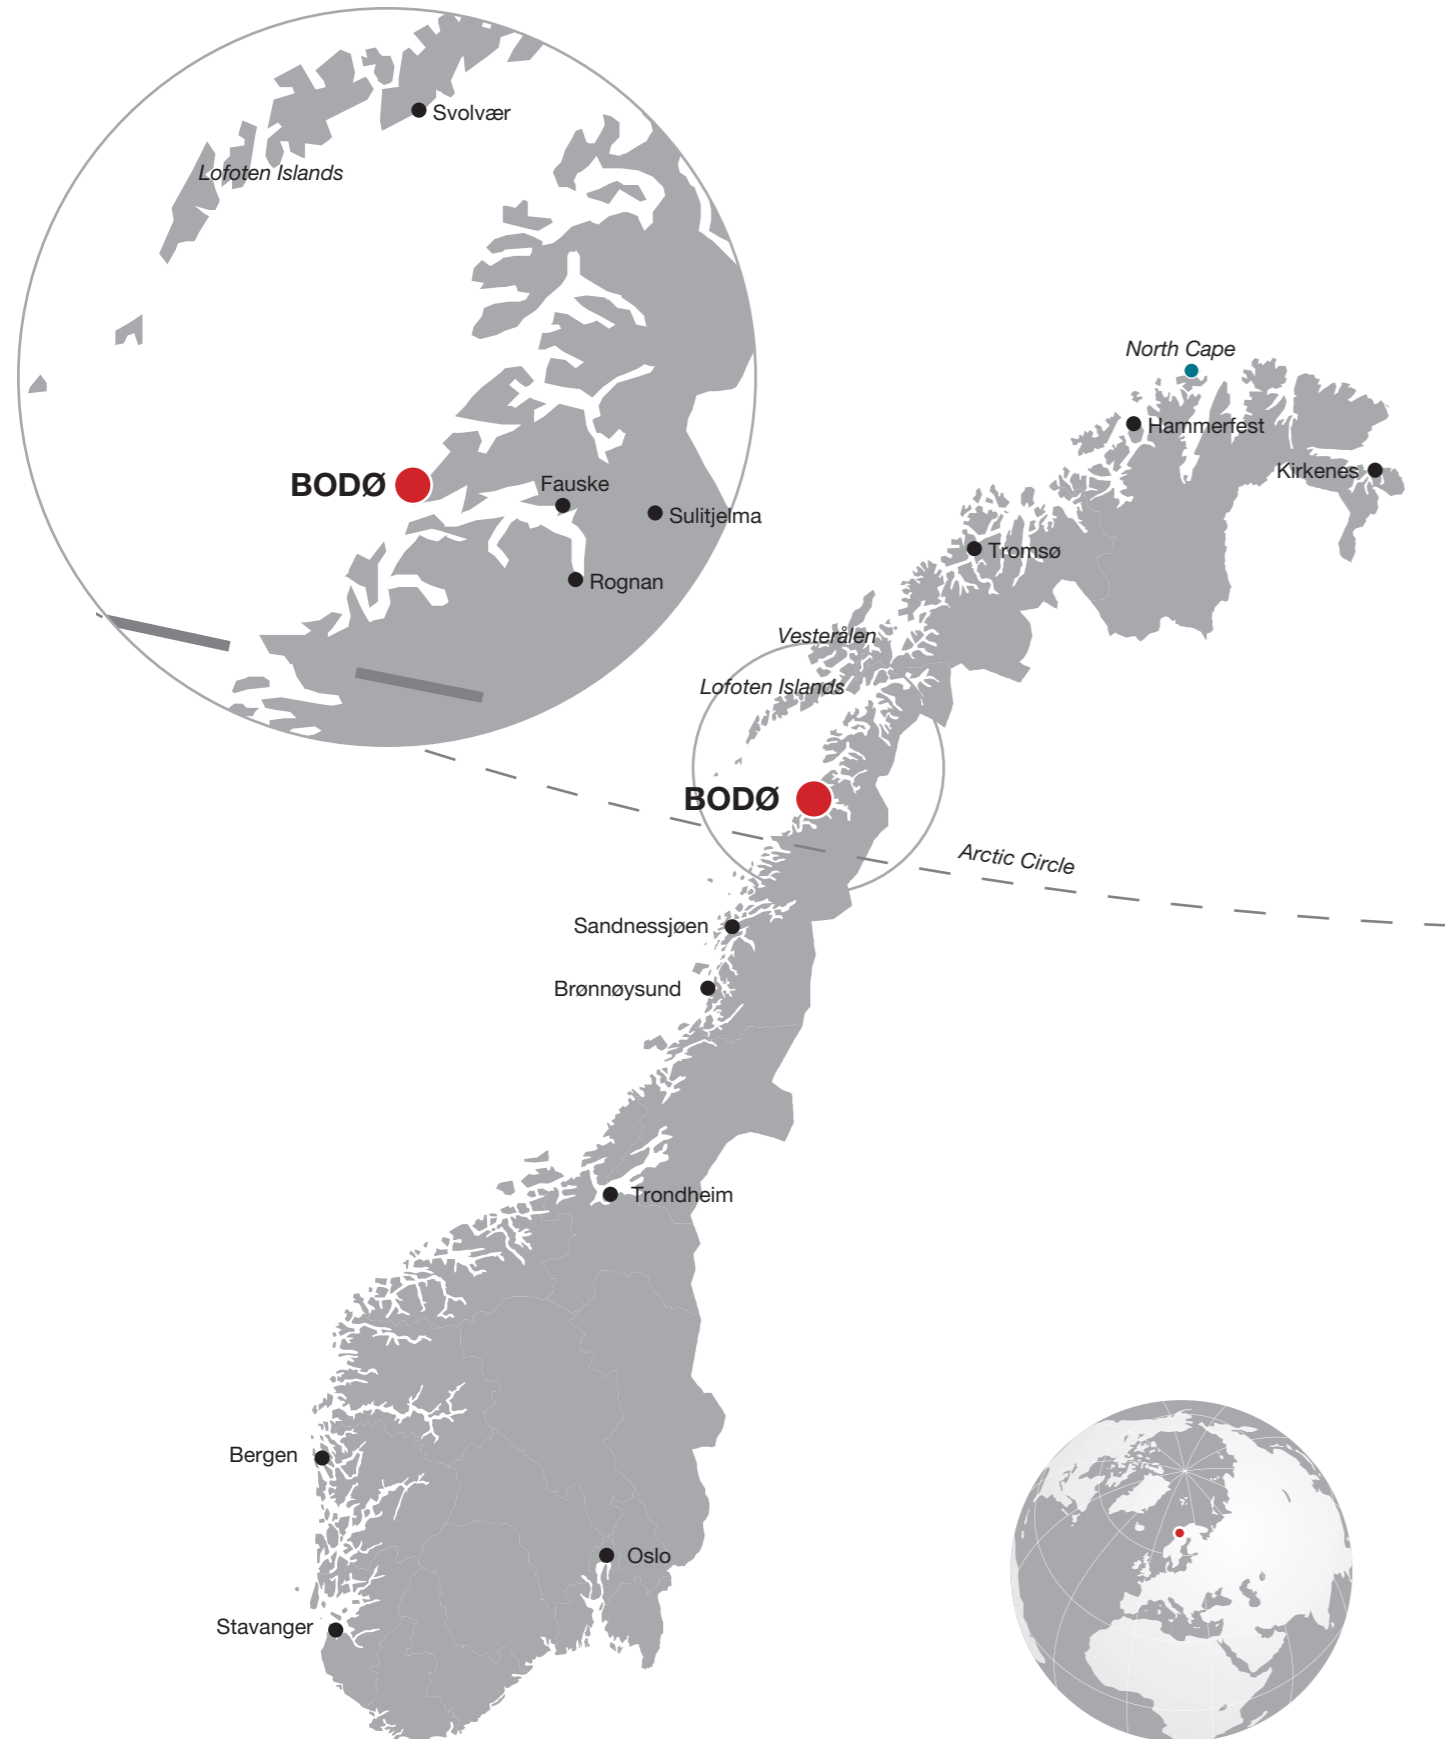 Svolvær
Lofoten Islands
BODØ
Fauske
Sulitjelma
Rognan
North Cape
Hammerfest
Kirkenes
Tromsø
Vesterålen
Lofoten Islands
BODØ
Arctic Circle
Sandnessjøen
Brønnøysund
Trondheim
Bergen
Oslo
Stavanger